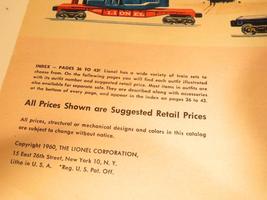 LIONEL
INDEX — PAGES 36 TO 43! Lionel has a wide variety of train sets to
choose from. On the following pages you will find each outfit illustrated
with its outfit number and suggested retail price. Most items in outfits are
also available for separate sale. They are described along with accessories
at the bottom of every page, and appear in the index on pages 36 to 43.
All Prices Shown are Suggested Retail Prices
All prices, structural or mechanical designs and colors in this catalog
are subject to change without notice.
Copyright 1960, THE LIONEL CORPORATION,
15 East 26th Street, New York 10, N. Y.
Litho in U. S. A. *Reg. U. S. Pat. Off.